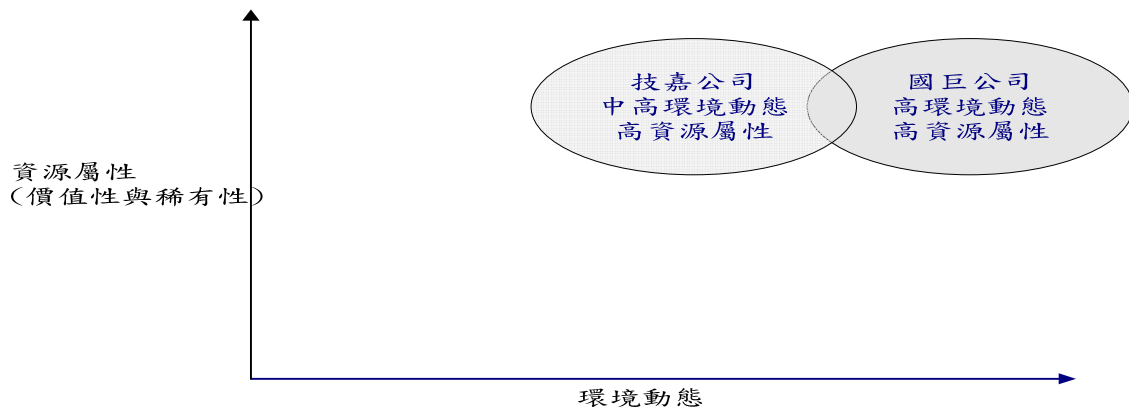 技嘉公司
中高環境動態
高資源屬性
國巨公司
高環境動態
高資源屬性
資源屬性
(價值性與稀有性)
環境動態